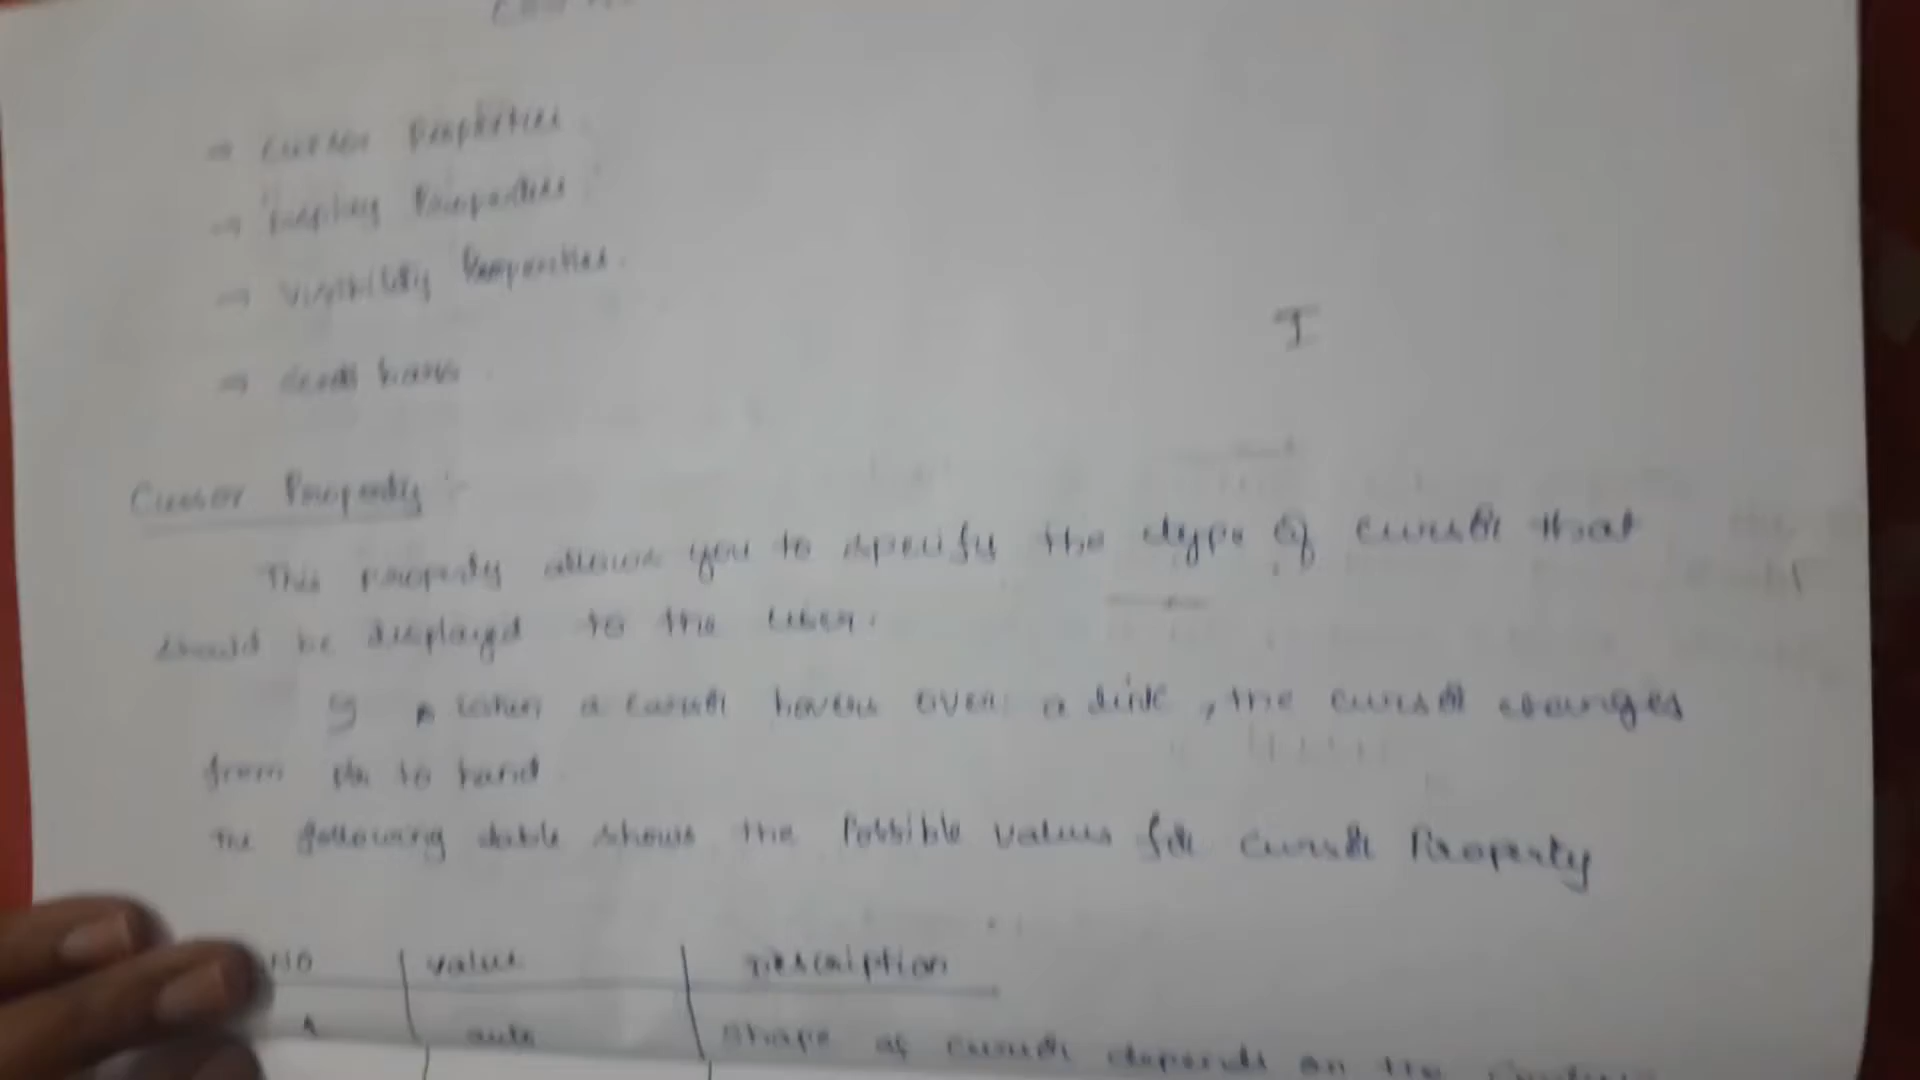 → Cursor Properties
→ Display Properties
→ Visibility Properties
→ 
I
Cursor Property :-
This property allows you to specify the type of cursor that
should be displayed to the user.
when a cursor hovers over a link, the cursor changes
from to hand
The following table shows the Possible values for cursor Property
NO | value | Description
1 | auto | shape of cursor depends on the